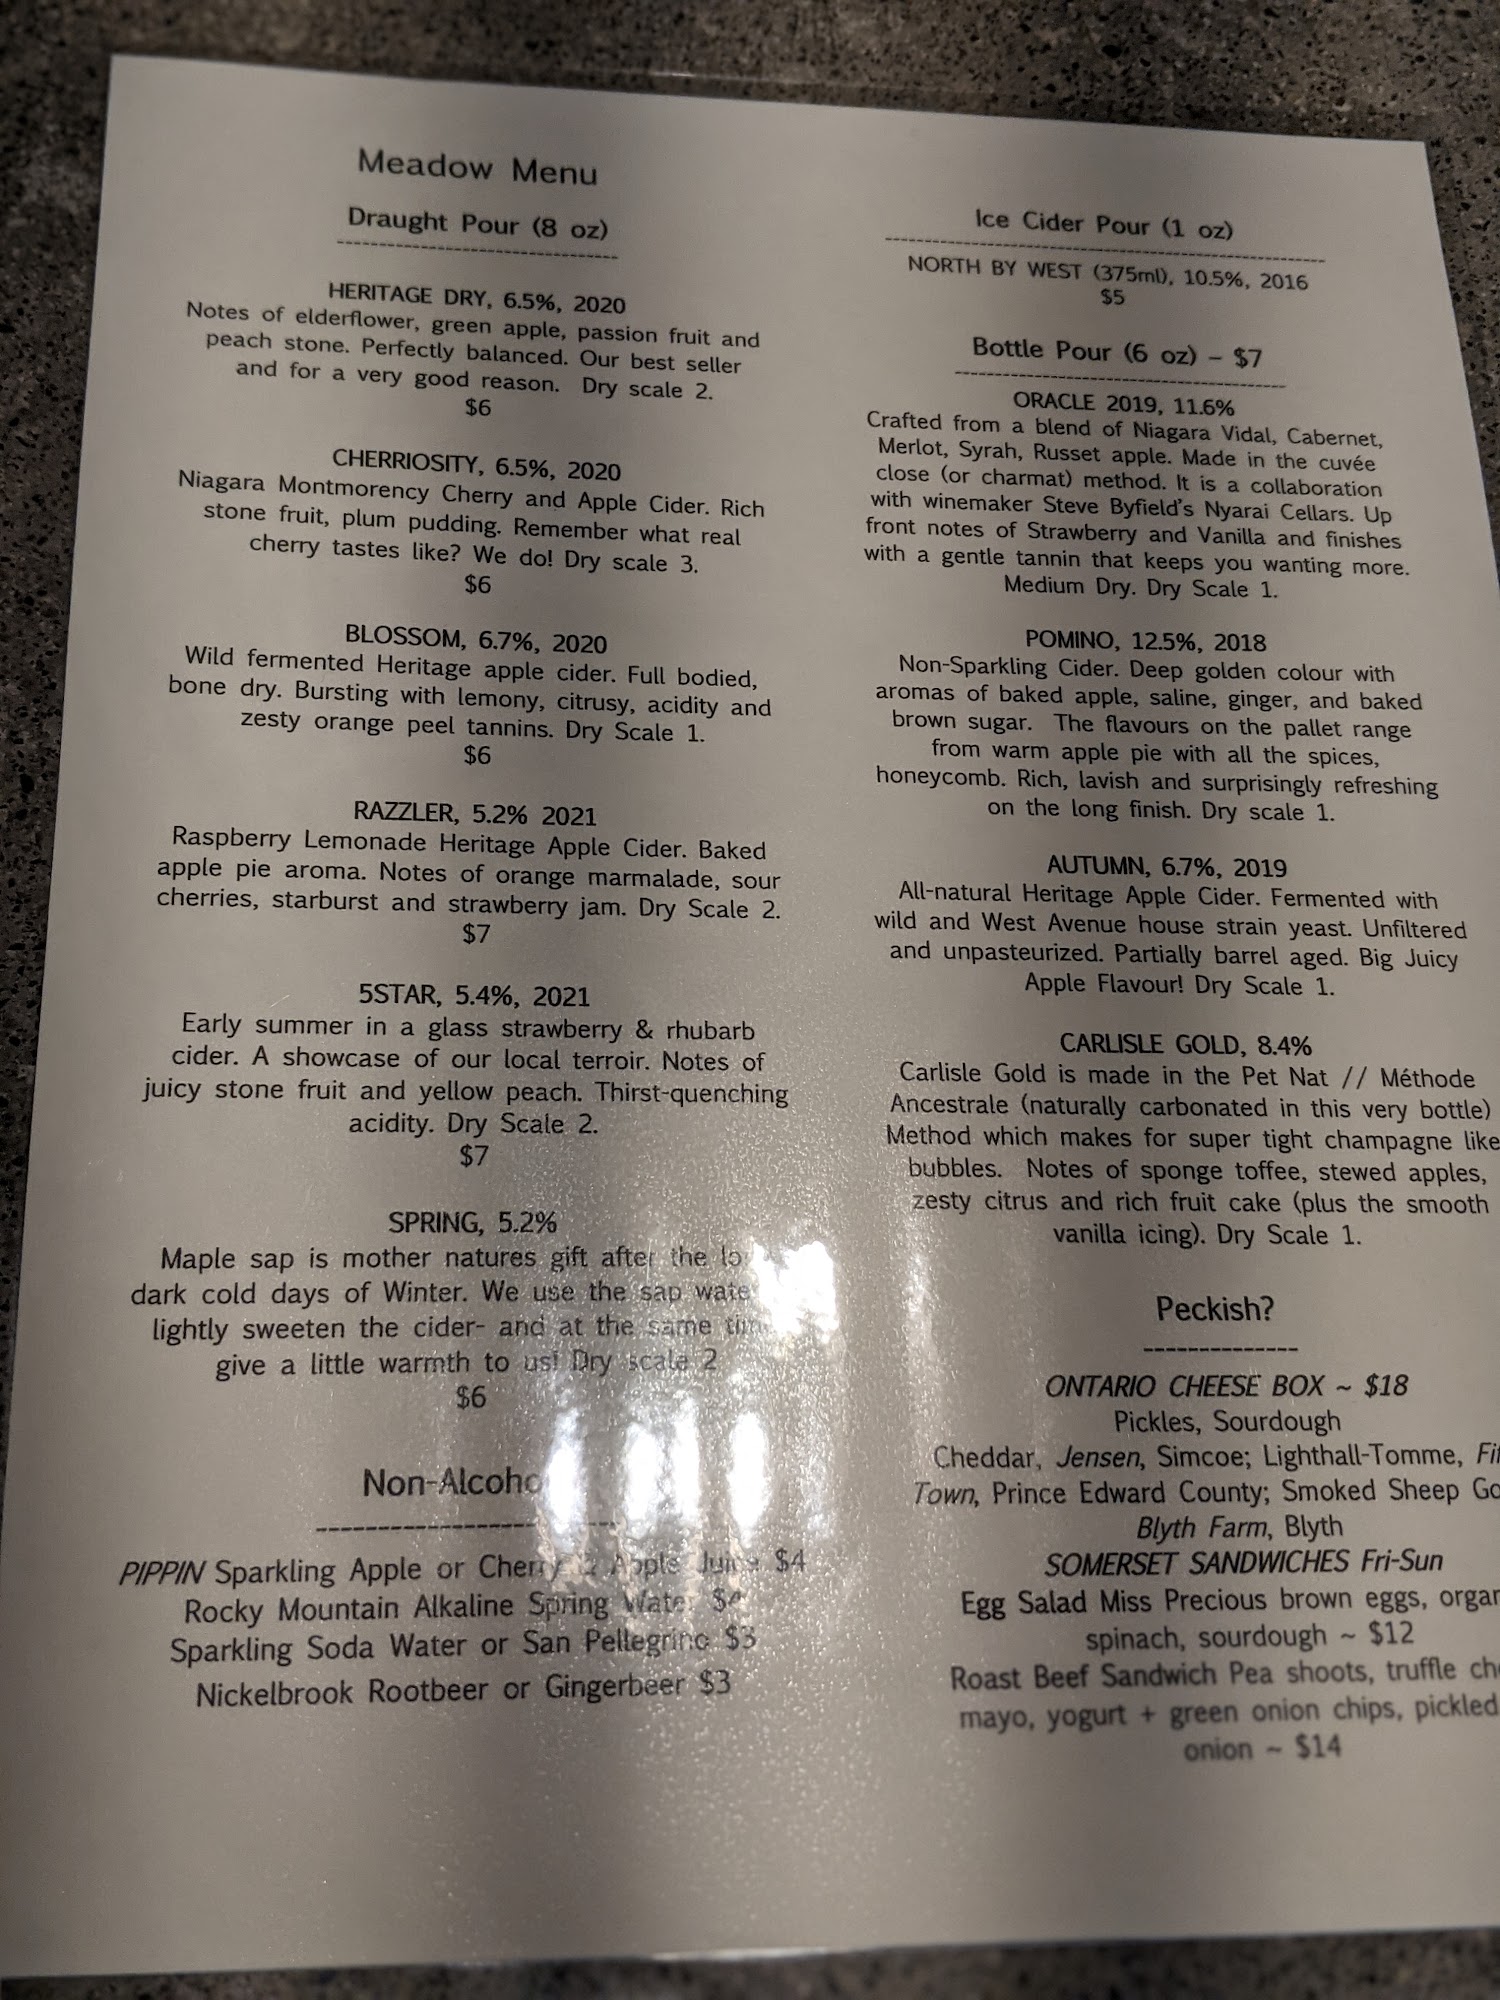 Meadow Menu
Draught Pour (8 oz)
HERITAGE DRY, 6.5%, 2020
Notes of elderflower, green apple, passion fruit and
peach stone. Perfectly balanced. Our best seller
and for a very good reason. Dry scale 2.
$6
CHERRIOSITY, 6.5%, 2020
Niagara Montmorency Cherry and Apple Cider. Rich
stone fruit, plum pudding. Remember what real
cherry tastes like? We do! Dry scale 3.
$6
BLOSSOM, 6.7%, 2020
Wild fermented Heritage apple cider. Full bodied,
bone dry. Bursting with lemony, citrusy, acidity and
zesty orange peel tannins. Dry Scale 1.
$6
RAZZLER, 5.2% 2021
Raspberry Lemonade Heritage Apple Cider. Baked
apple pie aroma. Notes of orange marmalade, sour
cherries, starburst and strawberry jam. Dry Scale 2.
$7
5STAR, 5.4%, 2021
Early summer in a glass strawberry & rhubarb
cider. A showcase of our local terroir. Notes of
juicy stone fruit and yellow peach. Thirst-quenching
acidity. Dry Scale 2.
$7
SPRING, 5.2%
Maple sap is mother natures gift after the
dark cold days of Winter. We use the sap
lightly sweeten the cider- and at the same
give a little warmth to us! Dry scale 2
$6
PIPPIN Sparkling Apple or Cherry & Apple Juice $4
Rocky Mountain Alkaline Spring Water
Sparkling Soda Water or San Pellegrino $3
Nickelbrook Rootbeer or Gingerbeer $3
Ice Cider Pour (1 oz)
NORTH BY WEST (375ml), 10.5%, 2016
$5
Bottle Pour (6 oz) – $7
ORACLE 2019, 11.6%
Crafted from a blend of Niagara Vidal, Cabernet,
Merlot, Syrah, Russet apple. Made in the cuvée
close (or charmat) method. It is a collaboration
with winemaker Steve Byfield's Nyarai Cellars. Up
front notes of Strawberry and Vanilla and finishes
with a gentle tannin that keeps you wanting more.
Medium Dry. Dry Scale 1.
POMINO, 12.5%, 2018
Non-Sparkling Cider. Deep golden colour with
aromas of baked apple, saline, ginger, and baked
brown sugar. The flavours on the pallet range
from warm apple pie with all the spices,
honeycomb. Rich, lavish and surprisingly refreshing
on the long finish. Dry scale 1.
AUTUMN, 6.7%, 2019
All-natural Heritage Apple Cider. Fermented with
wild and West Avenue house strain yeast. Unfiltered
and unpasteurized. Partially barrel aged. Big Juicy
Apple Flavour! Dry Scale 1.
CARLISLE GOLD, 8.4%
Carlisle Gold is made in the Pet Nat // Méthode
Ancestrale (naturally carbonated in this very bottle)
Method which makes for super tight champagne like
bubbles. Notes of sponge toffee, stewed apples,
zesty citrus and rich fruit cake (plus the smooth
vanilla icing). Dry Scale 1.
Peckish?
ONTARIO CHEESE BOX ~ $18
Pickles, Sourdough
Cheddar, Jensen, Simcoe; Lighthall-Tomme,
Town, Prince Edward County; Smoked Sheep
Blyth Farm, Blyth
SOMERSET SANDWICHES Fri-Sun
Egg Salad Miss Precious brown eggs,
spinach, sourdough ~ $12
Roast Beef Sandwich Pea shoots, truffle
mayo, yogurt + green onion chips, pickled
onion ~ $14